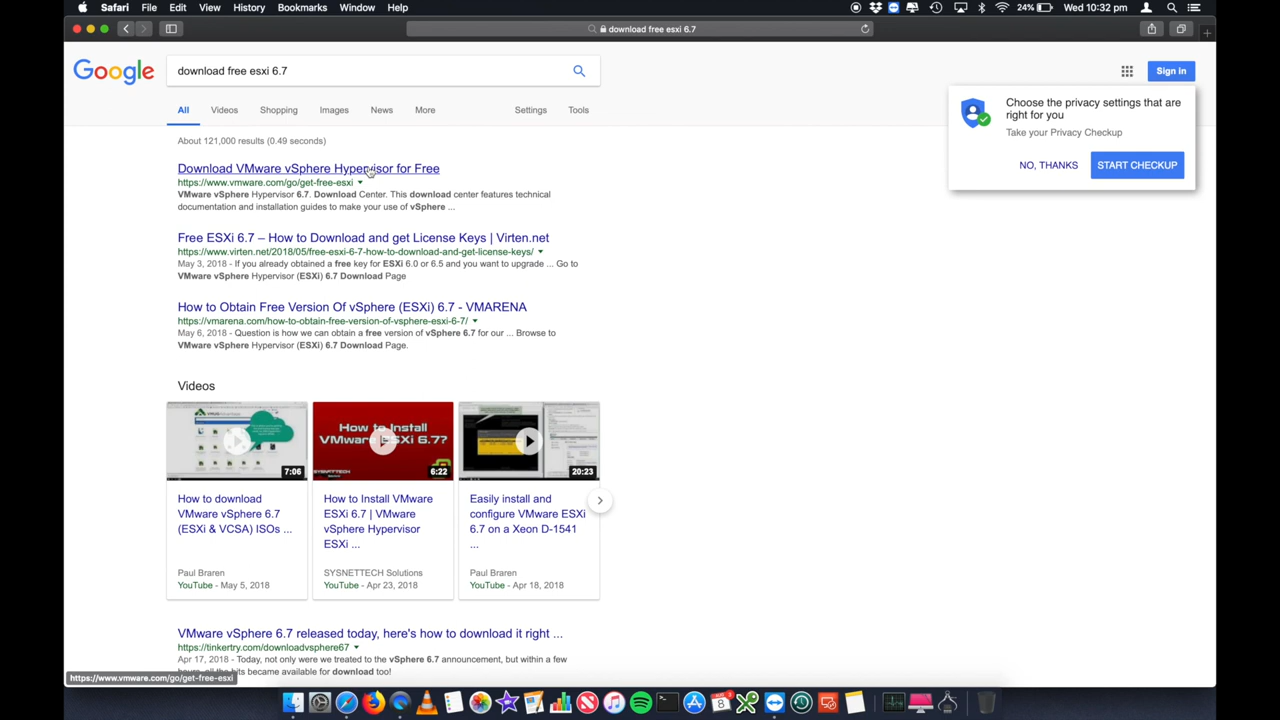 Safari File Edit View History Bookmarks Window Help 24% Wed 10:32 pm
download free esxi 6.7
Google
download free esxi 6.7
Sign in
All Videos Shopping Images News More Settings Tools
Choose the privacy settings that are
right for you
Take your Privacy Checkup
NO, THANKS START CHECKUP
About 121,000 results (0.49 seconds)
Download VMware vSphere Hypervisor for Free
https://www.vmware.com/go/get-free-esxi
VMware vSphere Hypervisor 6.7. Download Center. This download center features technical
documentation and installation guides to make your use of vSphere ...
Free ESXi 6.7 – How to Download and get License Keys | Virten.net
https://www.virten.net/2018/05/free-esxi-6-7-how-to-download-and-get-license-keys/
May 3, 2018 - If you already obtained a free key for ESXi 6.0 or 6.5 and you want to upgrade ... Go to
VMware vSphere Hypervisor (ESXi) 6.7 Download Page
How to Obtain Free Version Of vSphere (ESXi) 6.7 - VMARENA
https://vmarena.com/how-to-obtain-free-version-of-vsphere-esxi-6-7/
May 6, 2018 - Question is how we can obtain a free version of vSphere 6.7 for our ... Browse to
VMware vSphere Hypervisor (ESXi) 6.7 Download Page.
Videos
7:06
How to download
VMware vSphere 6.7
(ESXi & VCSA) ISOs ...
Paul Braren
YouTube - May 5, 2018
How to Install
VMware ESXi 6.7?
SYSNETTECH
6:22
How to Install VMware
ESXi 6.7 | VMware
vSphere Hypervisor
ESXi ...
SYSNETTECH Solutions
YouTube - Apr 23, 2018
20:23
Easily install and
configure VMware ESXi
6.7 on a Xeon D-1541
...
Paul Braren
YouTube - Apr 18, 2018
VMware vSphere 6.7 released today, here's how to download it right ...
https://tinkertry.com/downloadvsphere67
Apr 17, 2018 - Today, not only were we treated to the vSphere 6.7 announcement, but within a few
hours, all the bits became available for download too!
https://www.vmware.com/go/get-free-esxi
8